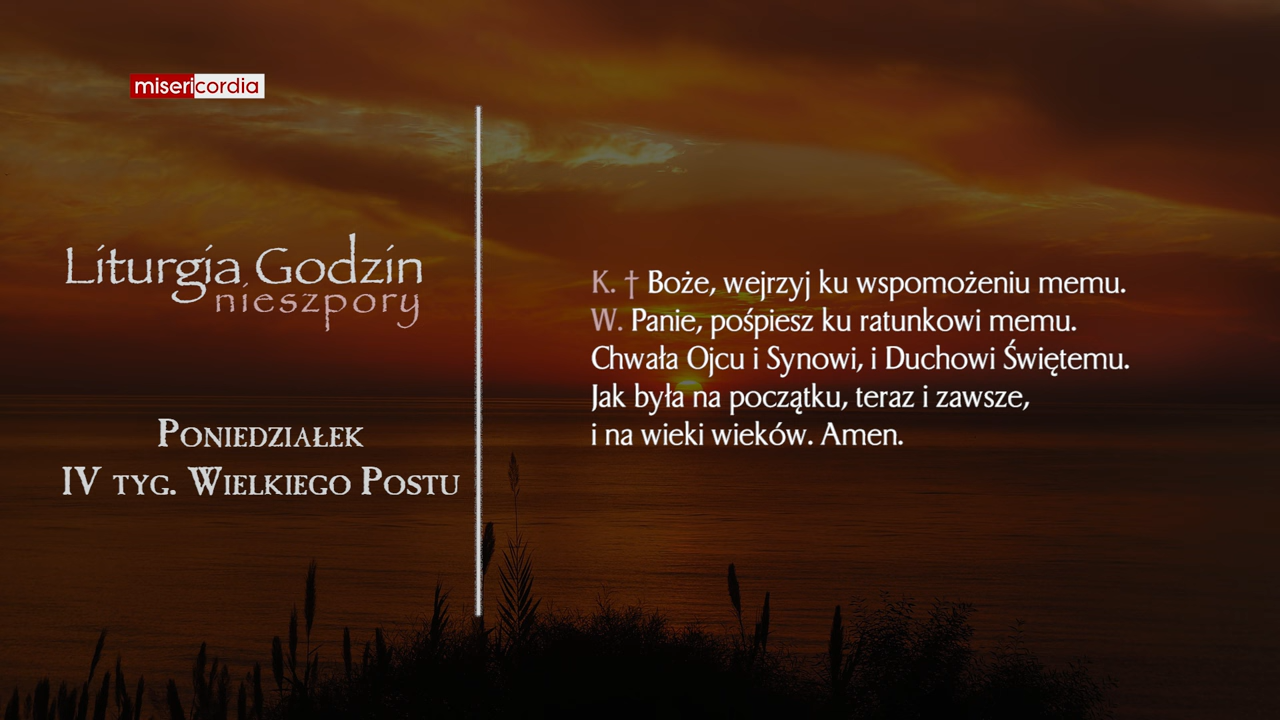 misericordia
Liturgia Godzin
nieszpory
Poniedziałek
IV tyg. Wielkiego Postu
K. † Boże, wejrzyj ku wspomożeniu memu.
W. Panie, pośpiesz ku ratunkowi memu.
Chwała Ojcu i Synowi, i Duchowi Świętemu.
Jak była na początku, teraz i zawsze,
i na wieki wieków. Amen.